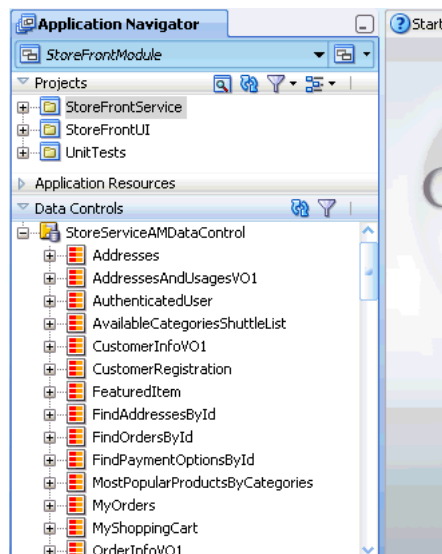 Application Navigator
Start
StoreFrontModule
Projects
StoreFrontService
StoreFrontUI
UnitTests
Application Resources
Data Controls
StoreServiceAMDataControl
Addresses
AddressesAndUsagesVO1
AuthenticatedUser
AvailableCategoriesShuttleList
CustomerInfoVO1
CustomerRegistration
FeaturedItem
FindAddressesById
FindOrdersById
FindPaymentOptionsById
MostPopularProductsByCategories
MyOrders
MyShoppingCart
OrderInfoVO1